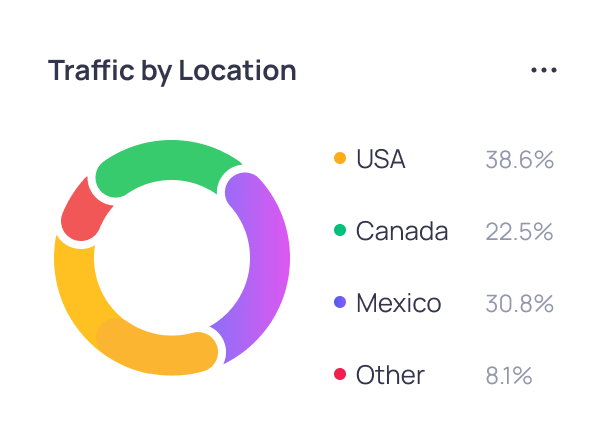 Traffic by Location
USA 38.6%
Canada 22.5%
Mexico 30.8%
Other 8.1%